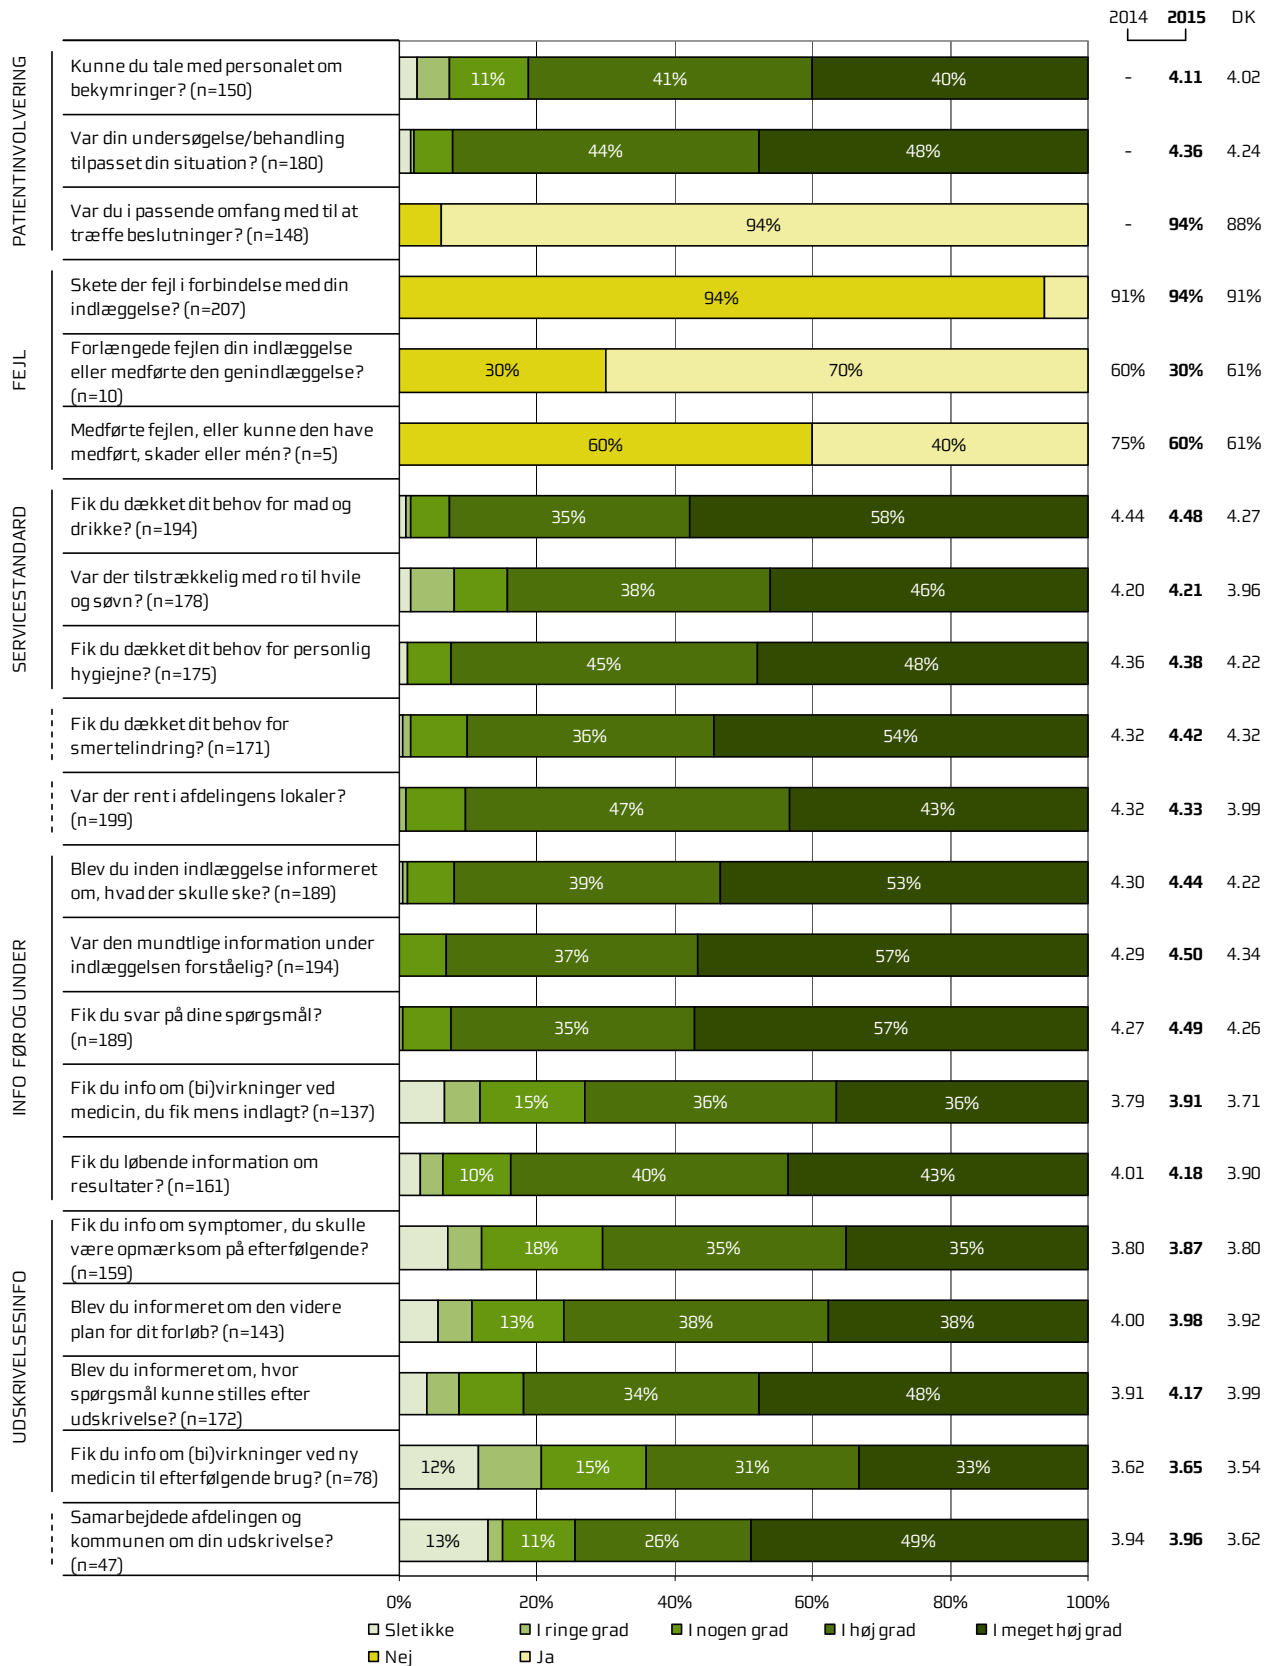 2014 2015 DK
PATIENTINVOLVERING
Kunne du tale med personalet om
bekymringer? (n=150)
11% 41% 40%
- 4.11 4.02
Var din undersøgelse/behandling
tilpasset din situation? (n=180)
44% 48%
- 4.36 4.24
Var du i passende omfang med til at
træffe beslutninger? (n=148)
94%
- 94% 88%
FEJL
Skete der fejl i forbindelse med din
indlæggelse? (n=207)
94%
91% 94% 91%
Forlængede fejlen din indlæggelse
eller medførte den genindlæggelse?
(n=10)
30% 70%
60% 30% 61%
Medførte fejlen, eller kunne den have
medført, skader eller mén? (n=5)
60% 40%
75% 60% 61%
SERVICESTANDARD
Fik du dækket dit behov for mad og
drikke? (n=194)
35% 58%
4.44 4.48 4.27
Var der tilstrækkelig med ro til hvile
og søvn? (n=178)
38% 46%
4.20 4.21 3.96
Fik du dækket dit behov for personlig
hygiejne? (n=175)
45% 48%
4.36 4.38 4.22
Fik du dækket dit behov for
smertelindring? (n=171)
36% 54%
4.32 4.42 4.32
Var der rent i afdelingens lokaler?
(n=199)
47% 43%
4.32 4.33 3.99
INFO FØR OG UNDER
Blev du inden indlæggelse informeret
om, hvad der skulle ske? (n=189)
39% 53%
4.30 4.44 4.22
Var den mundtlige information under
indlæggelsen forståelig? (n=194)
37% 57%
4.29 4.50 4.34
Fik du svar på dine spørgsmål?
(n=189)
35% 57%
4.27 4.49 4.26
Fik du info om (bi)virkninger ved
medicin, du fik mens indlagt? (n=137)
15% 36% 36%
3.79 3.91 3.71
Fik du løbende information om
resultater? (n=161)
10% 40% 43%
4.01 4.18 3.90
UDSKRIVELSESINFO
Fik du info om symptomer, du skulle
være opmærksom på efterfølgende?
(n=159)
18% 35% 35%
3.80 3.87 3.80
Blev du informeret om den videre
plan for dit forløb? (n=143)
13% 38% 38%
4.00 3.98 3.92
Blev du informeret om, hvor
spørgsmål kunne stilles efter
udskrivelse? (n=172)
34% 48%
3.91 4.17 3.99
Fik du info om (bi)virkninger ved ny
medicin til efterfølgende brug? (n=78)
12% 15% 31% 33%
3.62 3.65 3.54
Samarbejdede afdelingen og
kommunen om din udskrivelse?
(n=47)
13% 11% 26% 49%
3.94 3.96 3.62
0% 20% 40% 60% 80% 100%
Slet ikke I ringe grad I nogen grad I høj grad I meget høj grad
Nej Ja